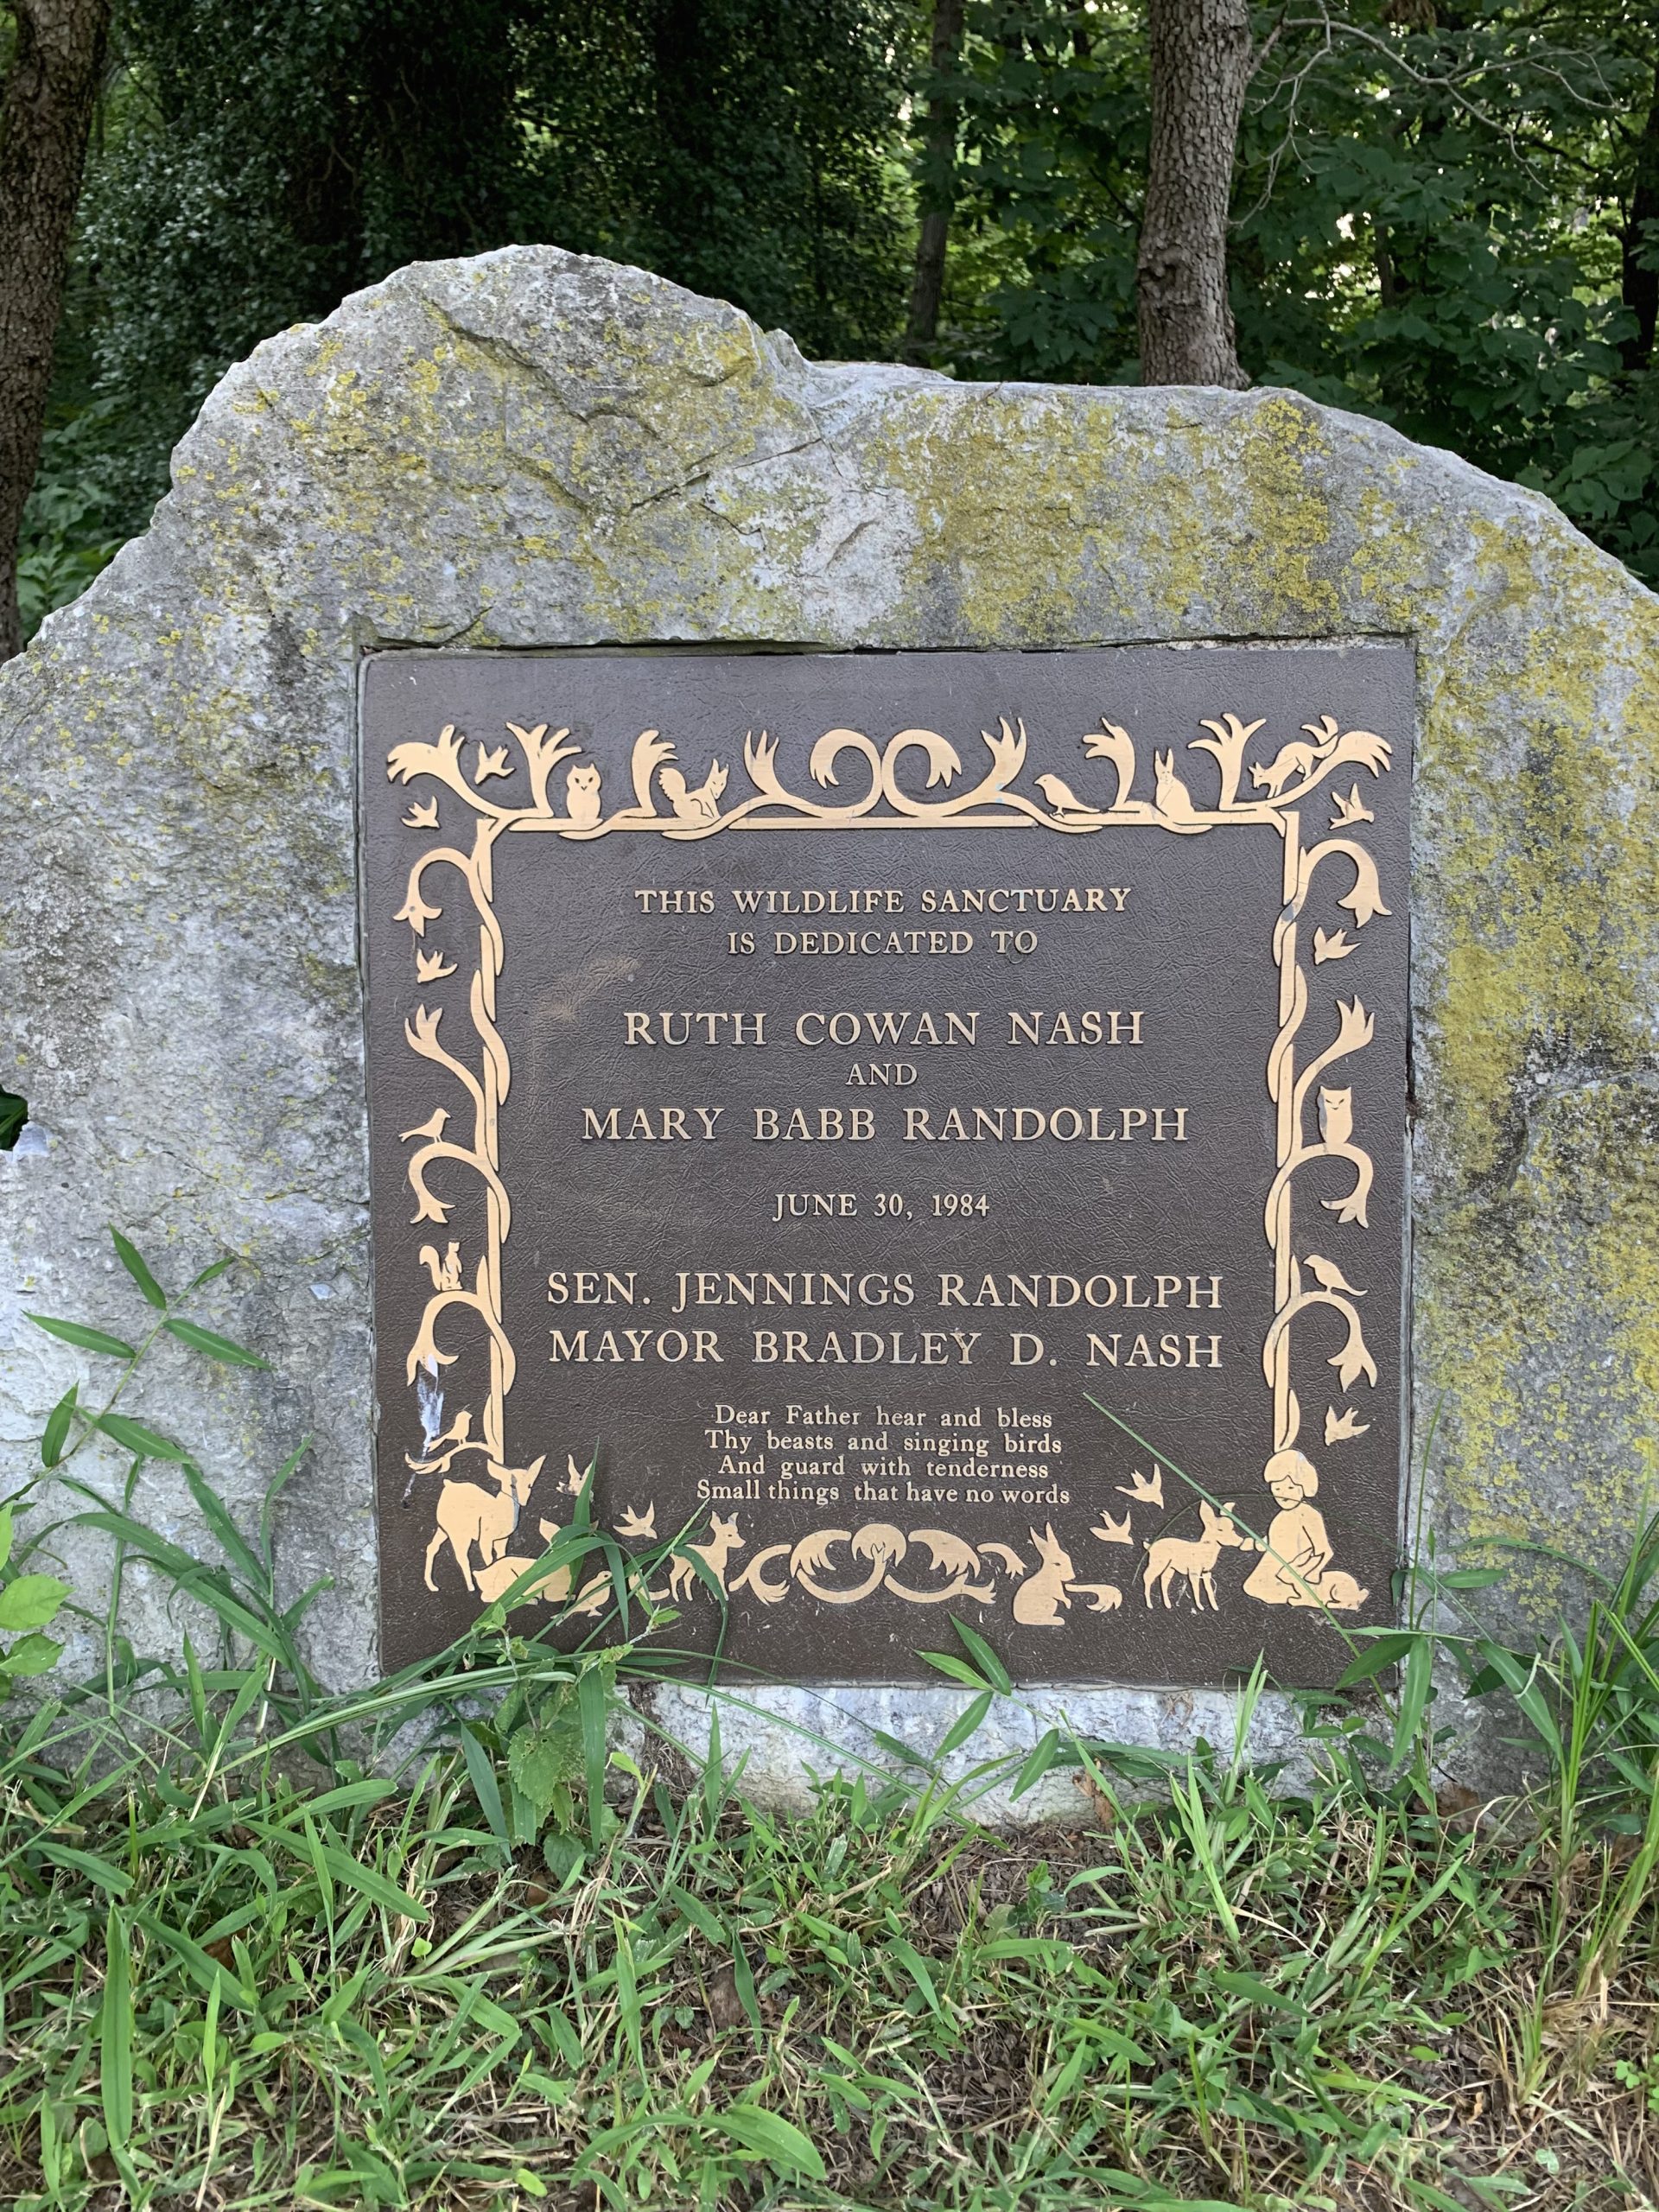 THIS WILDLIFE SANCTUARY
IS DEDICATED TO
RUTH COWAN NASH
AND
MARY BABB RANDOLPH
JUNE 30, 1984
SEN. JENNINGS RANDOLPH
MAYOR BRADLEY D. NASH
Dear Father hear and bless
Thy beasts and singing birds
And guard with tenderness
Small things that have no words